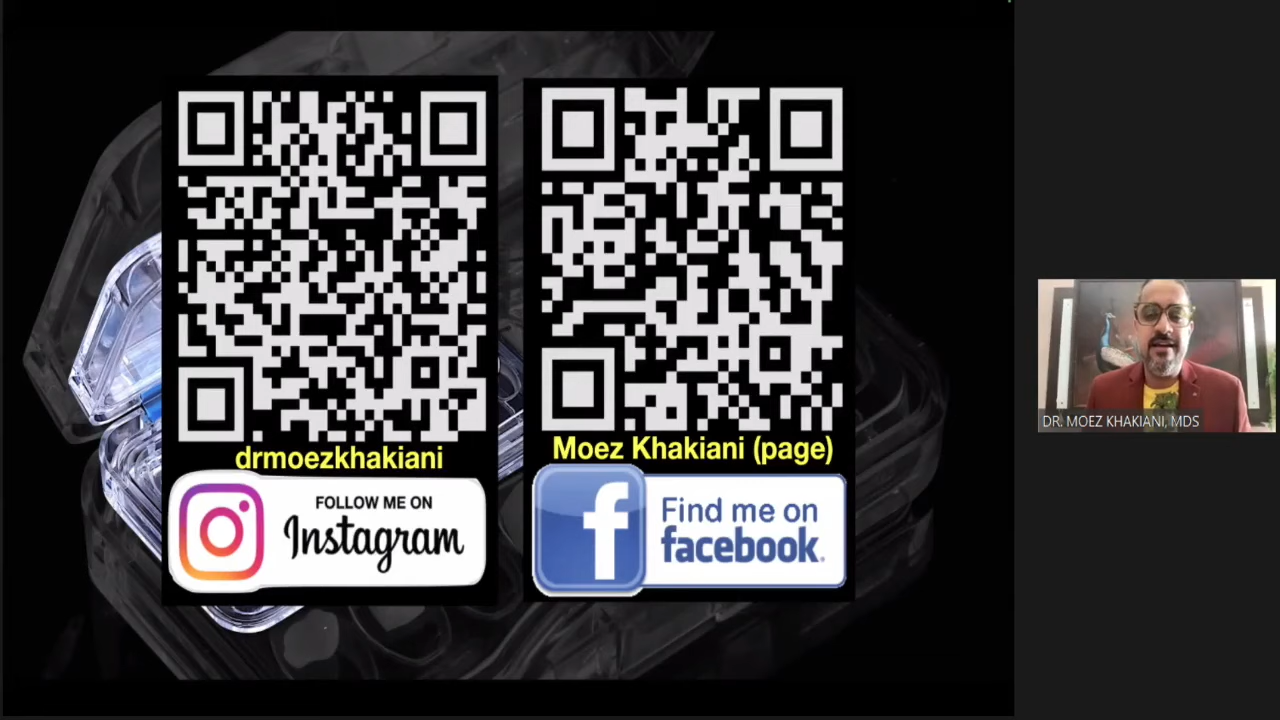 drmoezkhakiani
FOLLOW ME ON
Instagram
Moez Khakiani (page)
f
Find me on
facebook.
DR. MOEZ KHAKIANI, MDS